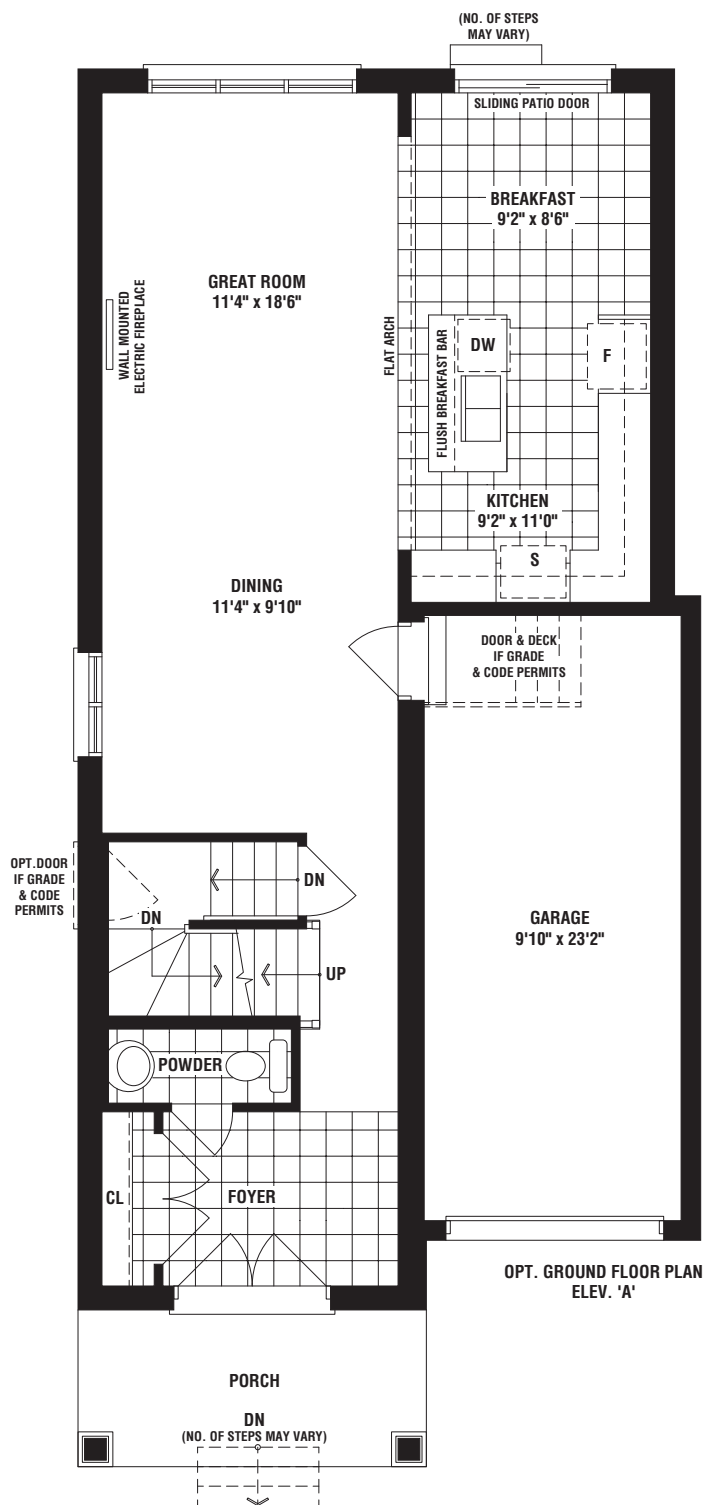 (NO. OF STEPS
MAY VARY)
SLIDING PATIO DOOR
BREAKFAST
9'2" x 8'6"
GREAT ROOM
11'4" x 18'6"
WALL MOUNTED
ELECTRIC FIREPLACE
FLAT ARCH
FLUSH BREAKFAST BAR
DW
F
KITCHEN
9'2" x 11'0"
S
DINING
11'4" x 9'10"
DOOR & DECK
IF GRADE
& CODE PERMITS
OPT.DOOR
IF GRADE
& CODE
PERMITS
DN
DN
UP
GARAGE
9'10" x 23'2"
POWDER
CL
FOYER
OPT. GROUND FLOOR PLAN
ELEV. 'A'
PORCH
DN
(NO. OF STEPS MAY VARY)